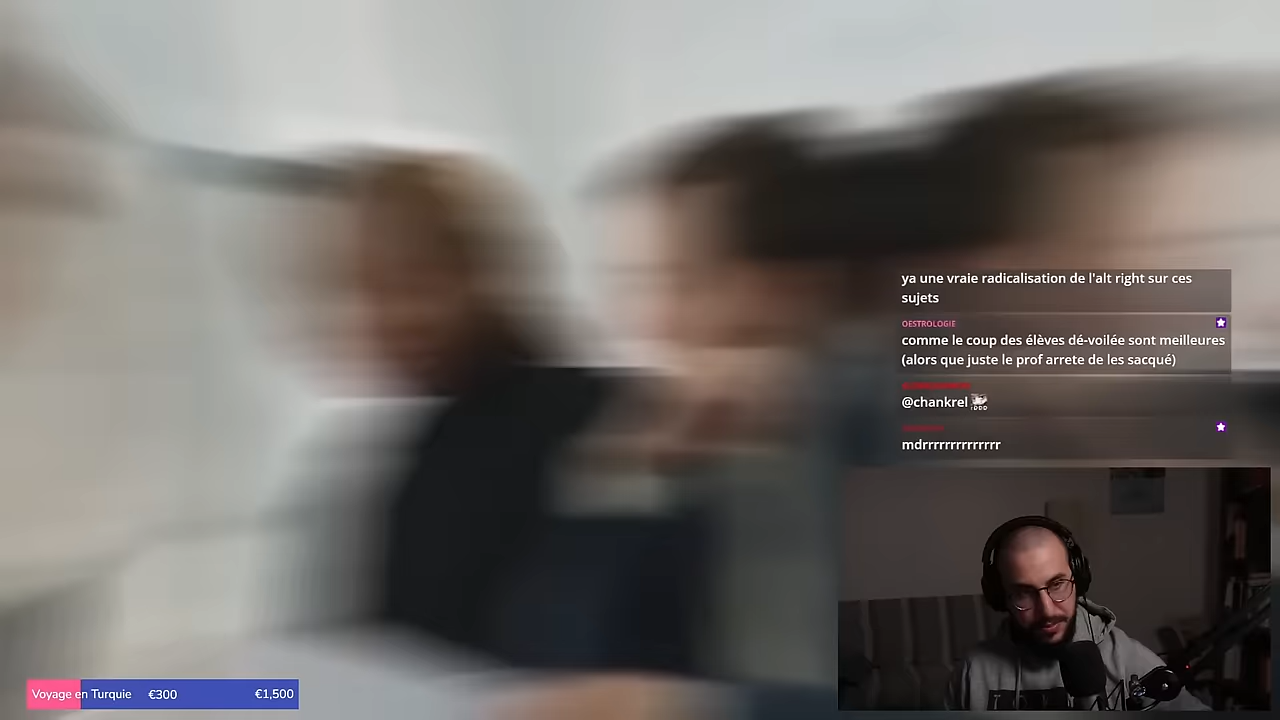 ya une vraie radicalisation de l'alt right sur ces
sujets
OESTROLOGIE
comme le coup des élèves dé-voilée sont meilleures
(alors que juste le prof arrete de les sacqué)
@chankrel
mdrrrrrrrrrrrrr
Voyage en Turquie €300 €1,500